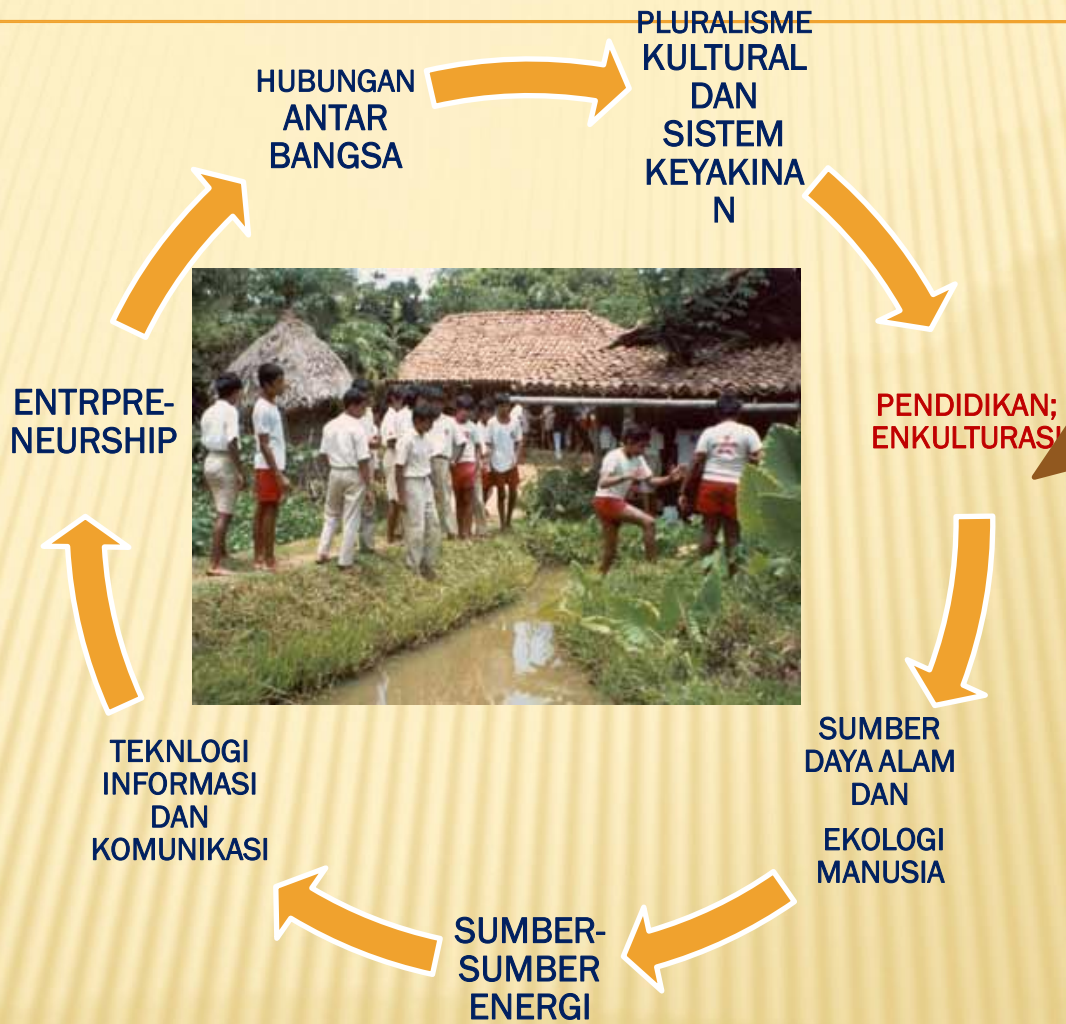 HUBUNGAN
ANTAR
BANGSA
PLURALISME
KULTURAL
DAN
SISTEM
KEYAKINA
N
PENDIDIKAN;
ENKULTURASI
SUMBER
DAYA ALAM
DAN
EKOLOGI
MANUSIA
SUMBER-
SUMBER
ENERGI
TEKNLOGI
INFORMASI
DAN
KOMUNIKASI
ENTRPRE-
NEURSHIP